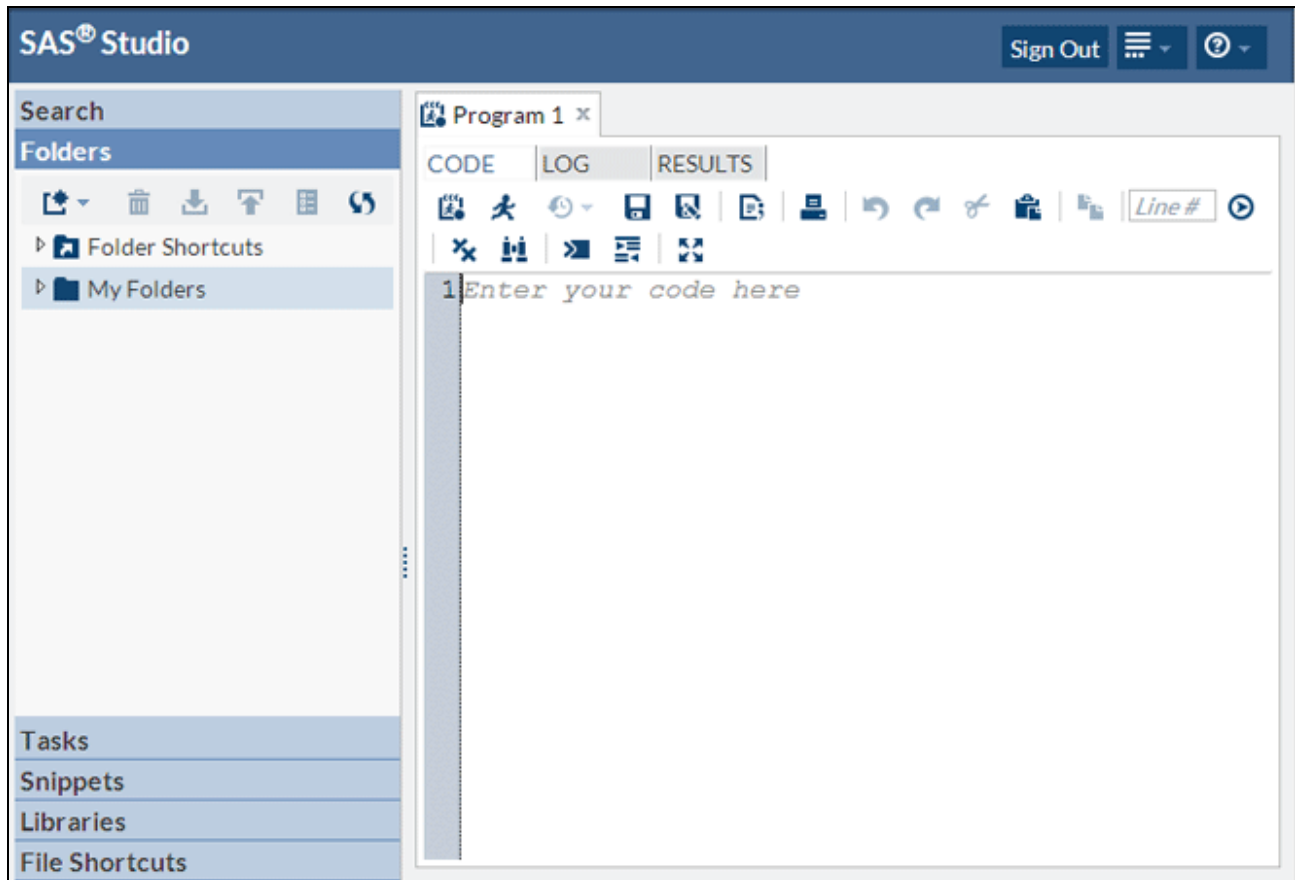 SAS® Studio
Sign Out
Search
Folders
Folder Shortcuts
My Folders
Tasks
Snippets
Libraries
File Shortcuts
Program 1
CODE LOG RESULTS
Line #
1 Enter your code here